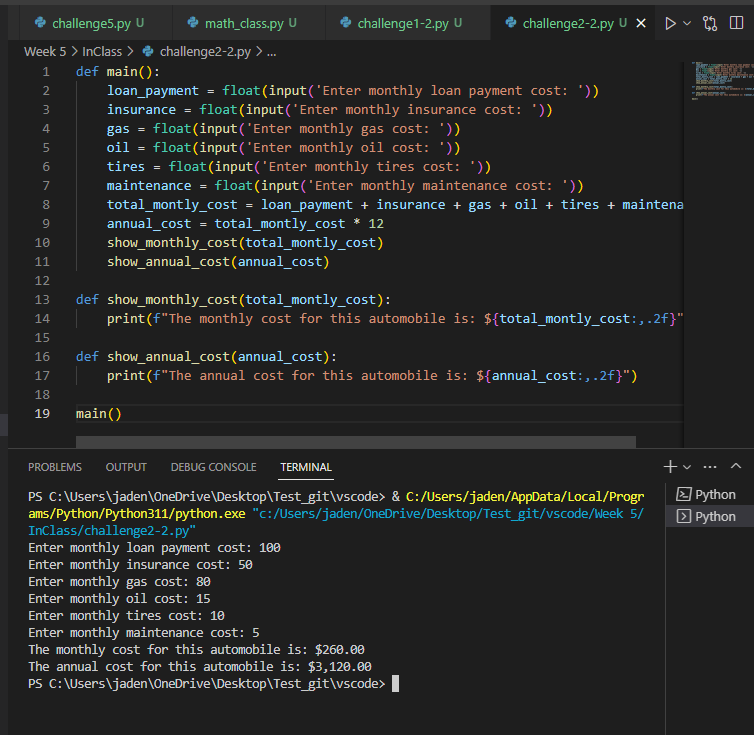 challenge5.py U math_class.py U challenge1-2.py U challenge2-2.py U
Week 5 > InClass > challenge2-2.py > ...
1 def main():
2     loan_payment = float(input('Enter monthly loan payment cost: '))
3     insurance = float(input('Enter monthly insurance cost: '))
4     gas = float(input('Enter monthly gas cost: '))
5     oil = float(input('Enter monthly oil cost: '))
6     tires = float(input('Enter monthly tires cost: '))
7     maintenance = float(input('Enter monthly maintenance cost: '))
8     total_montly_cost = loan_payment + insurance + gas + oil + tires + maintena
9     annual_cost = total_montly_cost * 12
10     show_monthly_cost(total_montly_cost)
11     show_annual_cost(annual_cost)
12
13 def show_monthly_cost(total_montly_cost):
14     print(f"The monthly cost for this automobile is: ${total_montly_cost:,.2f}"
15
16 def show_annual_cost(annual_cost):
17     print(f"The annual cost for this automobile is: ${annual_cost:,.2f}")
18
19 main()
PROBLEMS OUTPUT DEBUG CONSOLE TERMINAL
PS C:\Users\jaden\OneDrive\Desktop\Test_git\vscode> & C:/Users/jaden/AppData/Local/Progr
ams/Python/Python311/python.exe "c:/Users/jaden/OneDrive/Desktop/Test_git/vscode/Week 5/
InClass/challenge2-2.py"
Enter monthly loan payment cost: 100
Enter monthly insurance cost: 50
Enter monthly gas cost: 80
Enter monthly oil cost: 15
Enter monthly tires cost: 10
Enter monthly maintenance cost: 5
The monthly cost for this automobile is: $260.00
The annual cost for this automobile is: $3,120.00
PS C:\Users\jaden\OneDrive\Desktop\Test_git\vscode>
Python
Python